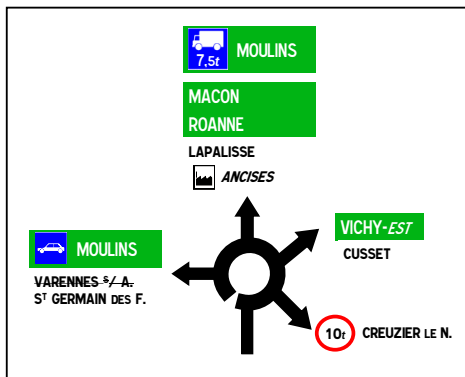 MOULINS
7,5t
MACON
ROANNE
LAPALISSE
ANCISES
VICHY-EST
CUSSET
MOULINS
VARENNES S/ A.
ST GERMAIN DES F.
10t CREUZIER LE N.